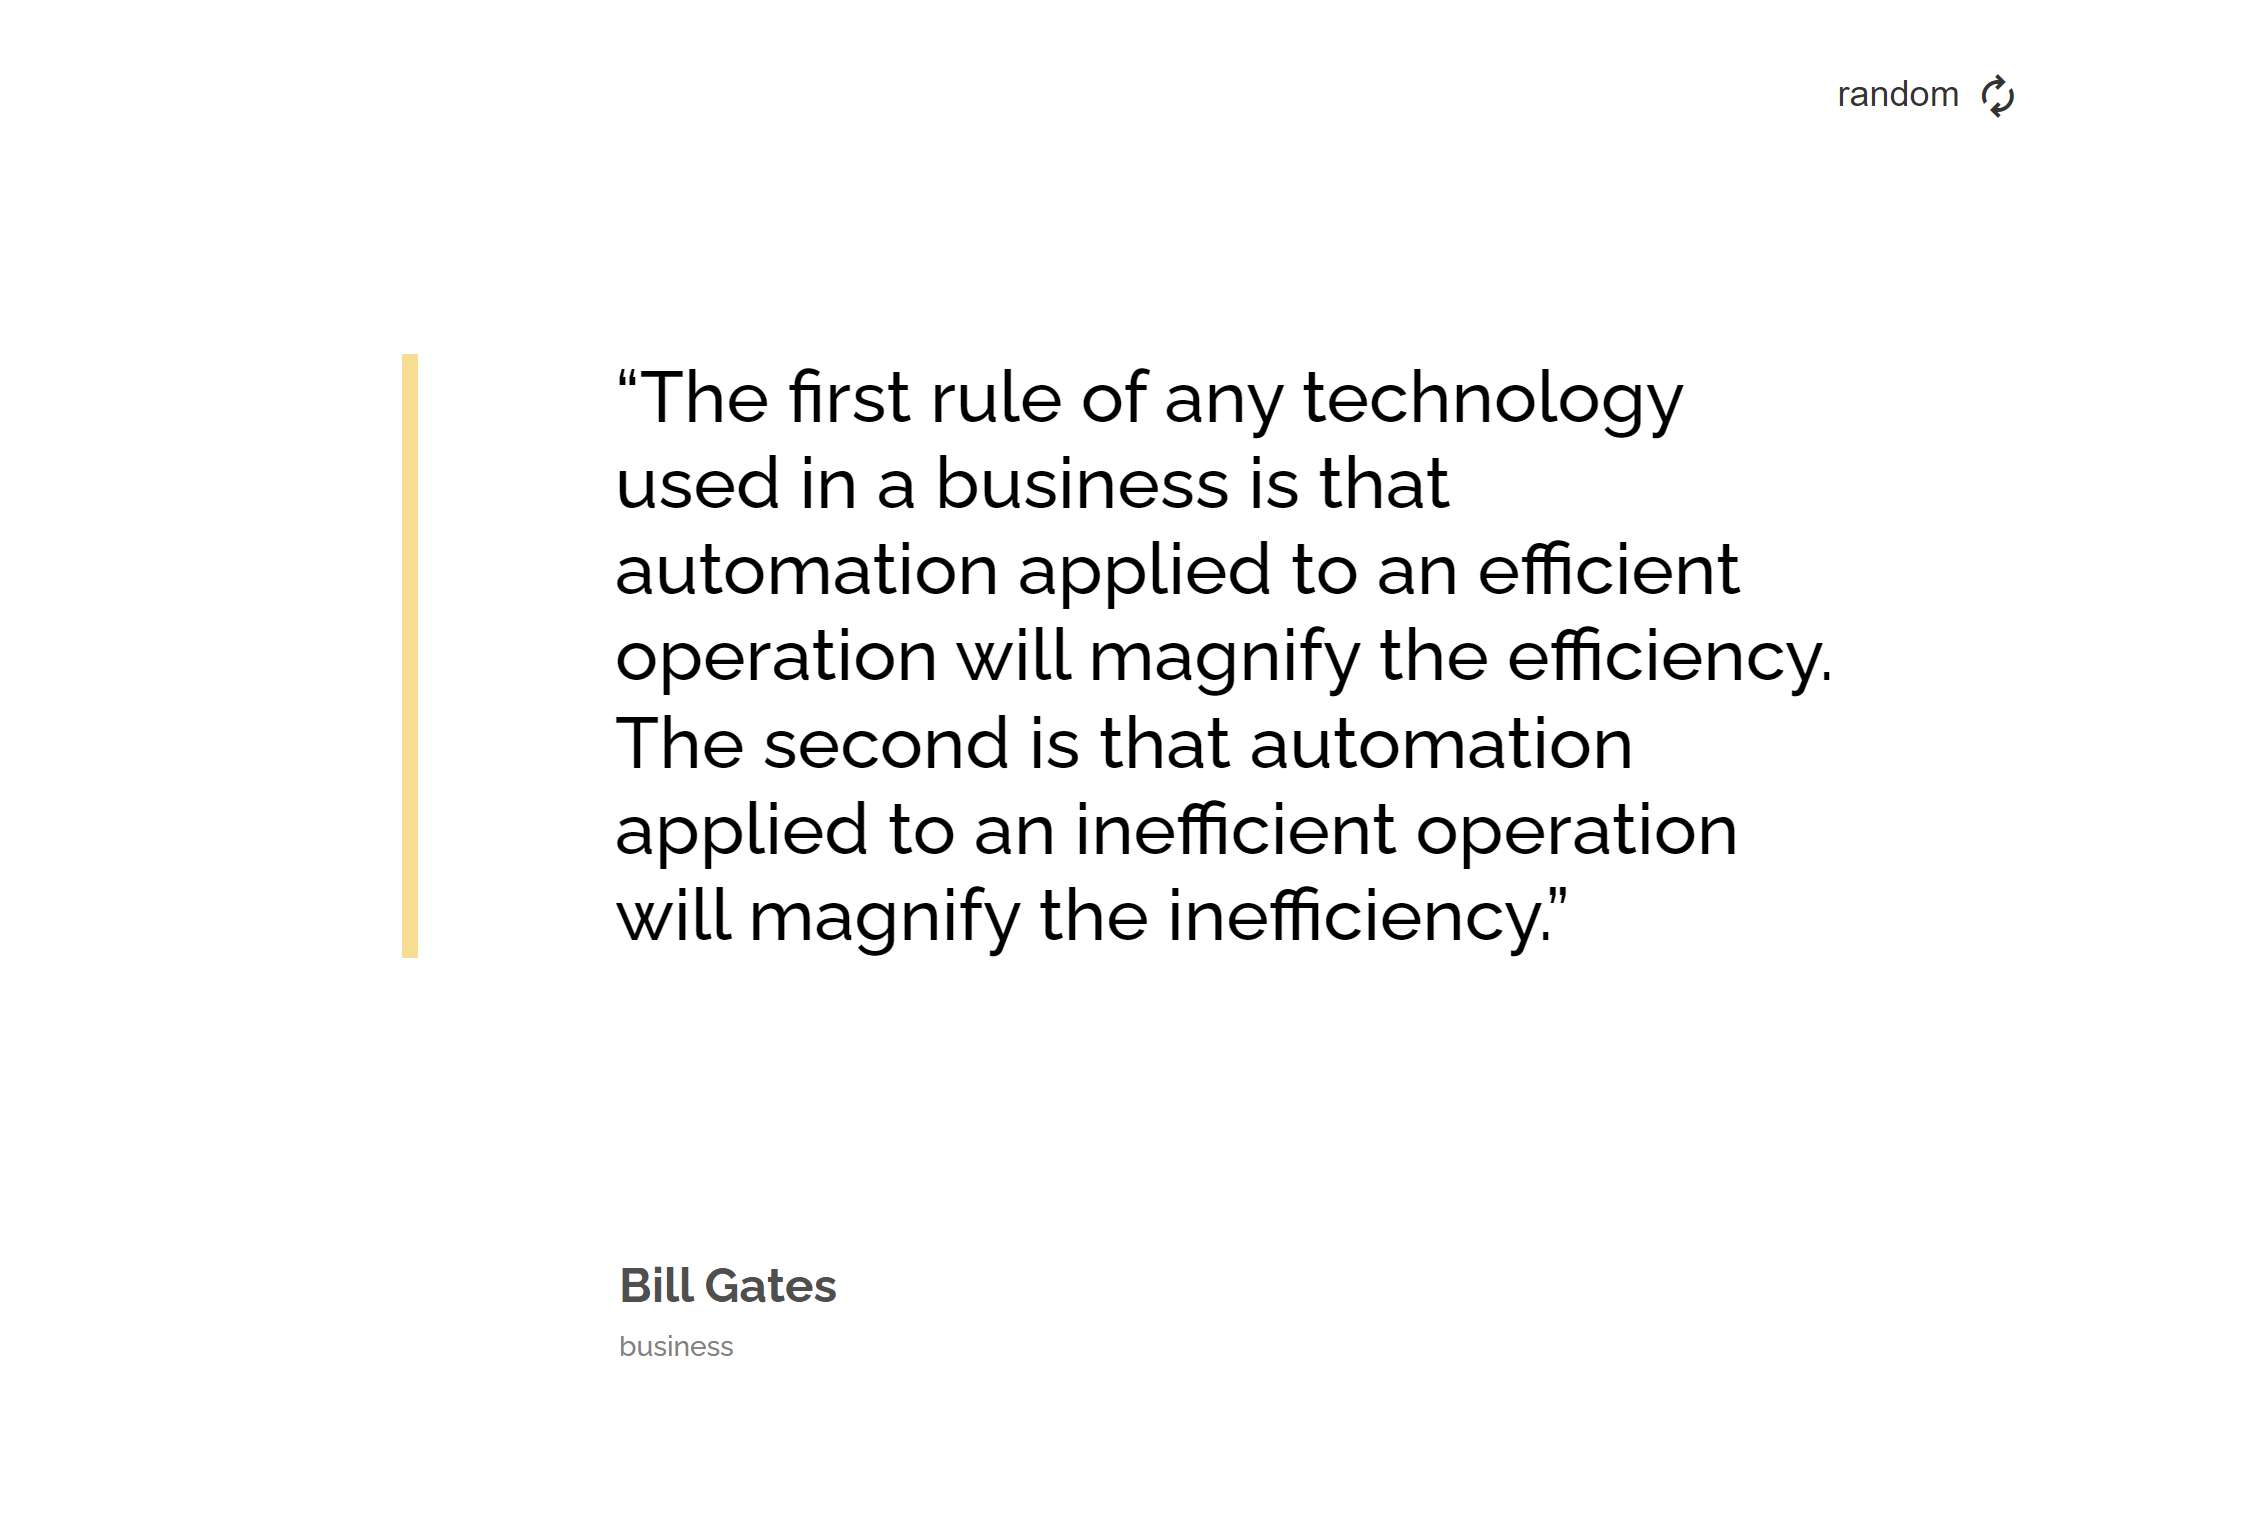 random
“The first rule of any technology
used in a business is that
automation applied to an efficient
operation will magnify the efficiency.
The second is that automation
applied to an inefficient operation
will magnify the inefficiency.”
Bill Gates
business